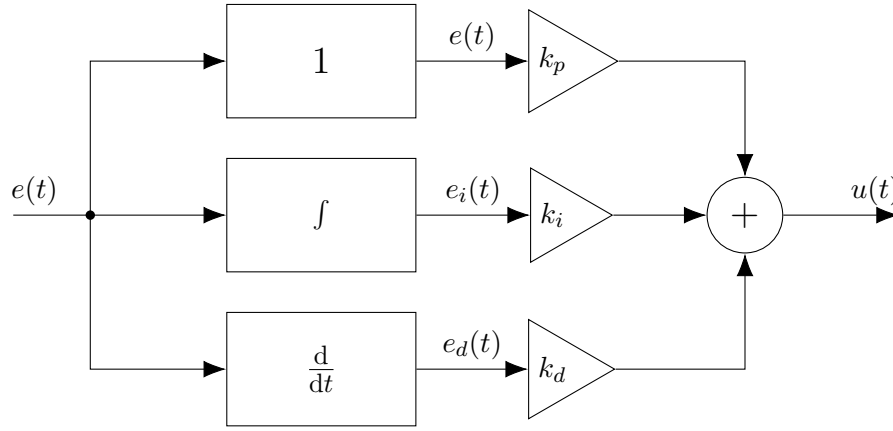 1 e(t) k_p
e(t) ∫ e_i(t) k_i + u(t)
d/dt e_d(t) k_d